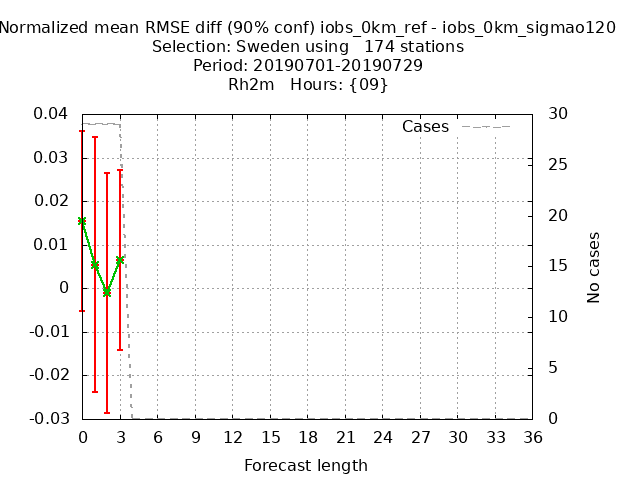 Normalized mean RMSE diff (90% conf) iobs_0km_ref - iobs_0km_sigmao120
Selection: Sweden using   174 stations
Period: 20190701-20190729
Rh2m   Hours: {09}
Cases
0.04
0.03
0.02
0.01
0
-0.01
-0.02
-0.03
30
25
20
15
10
5
0
No cases
0 3 6 9 12 15 18 21 24 27 30 33 36
Forecast length